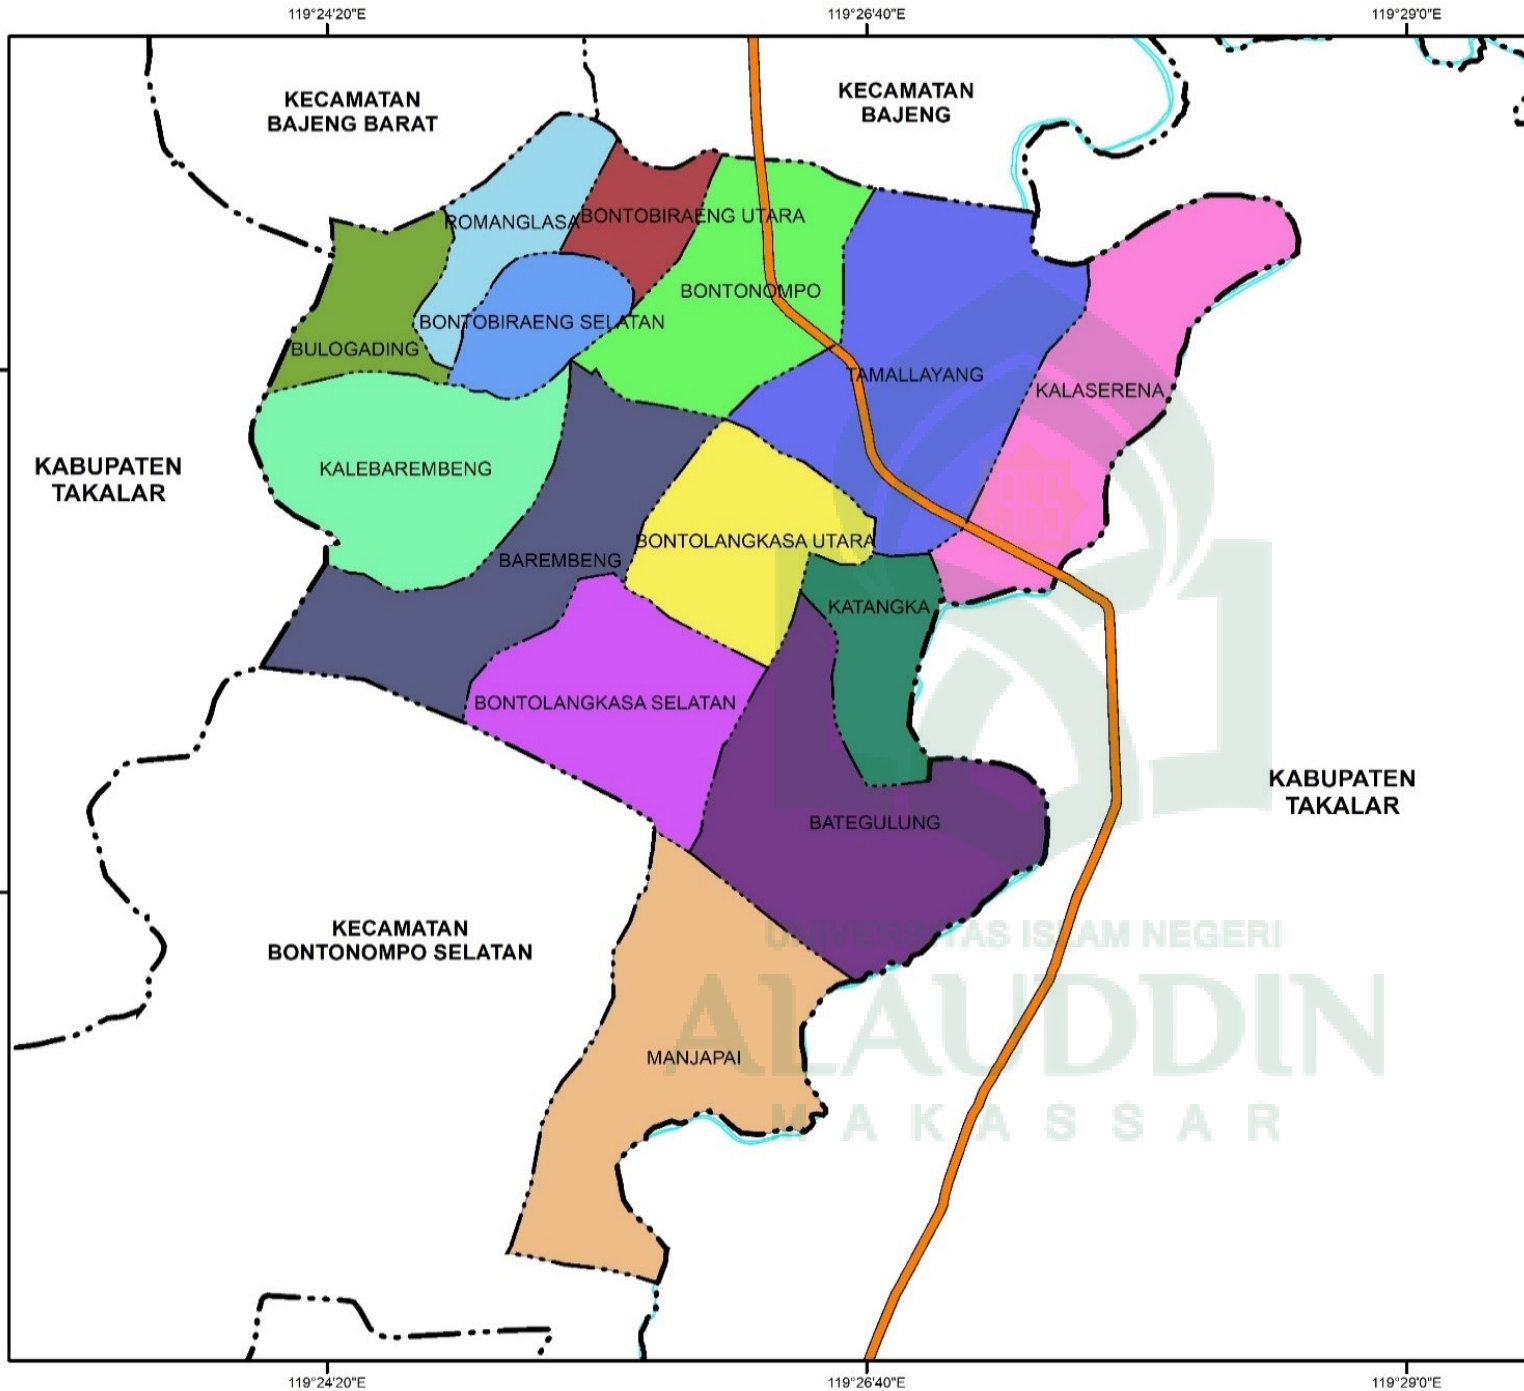 119°24'20"E
119°26'40"E
119°29'0"E
KECAMATAN
BAJENG BARAT
KECAMATAN
BAJENG
ROMANGLASA
BONTOBIRAENG UTARA
BONTONOMPO
BONTOBIRAENG SELATAN
BULOGADING
TAMALLAYANG
KALASERENA
KABUPATEN
TAKALAR
KALEBAREMBENG
BAREMBENG
BONTOLANGKASA UTARA
KATANGKA
BONTOLANGKASA SELATAN
KABUPATEN
TAKALAR
BATEGULUNG
KECAMATAN
BONTONOMPO SELATAN
UNIVERSITAS ISLAM NEGERI
ALAUDDIN
MAKASSAR
MANJAPAI
119°24'20"E
119°26'40"E
119°29'0"E